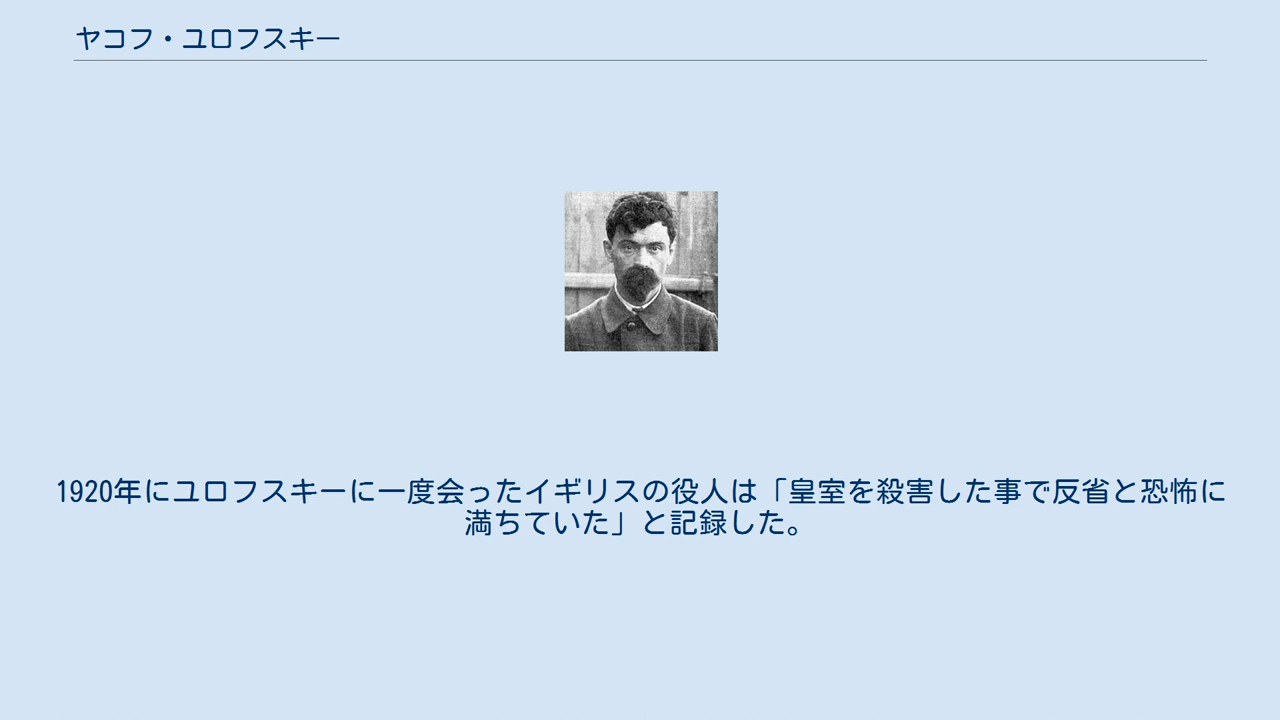 ヤコフ・ユロフスキー
1920年にユロフスキーに一度会ったイギリスの役人は「皇室を殺害した事で反省と恐怖に
満ちていた」と記録した。